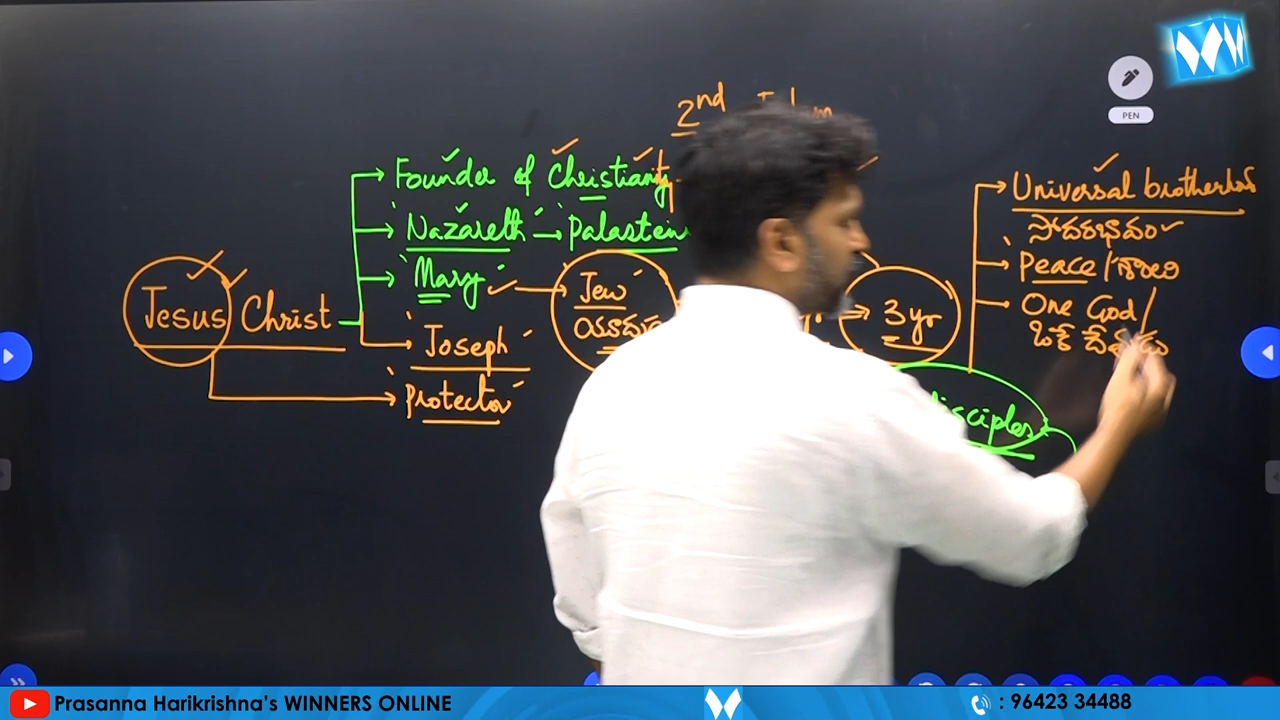 2nd
PEN
Founder of Christianity
Universal brotherhood
Nazareth - Palastein
సోదరభావం
Mary
Jew
Peace / శాంతి
Jesus Christ
యూదుడు
3 yr
One God /
Joseph
ఒకే దేవుడు
Protector
disciples
Prasanna Harikrishna's WINNERS ONLINE
: 96423 34488